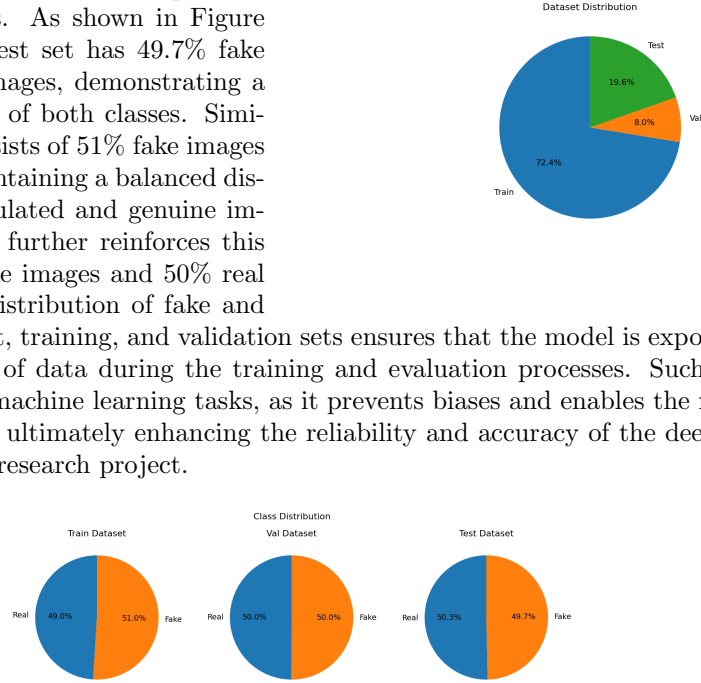 s. As shown in Figure
est set has 49.7% fake
mages, demonstrating a
of both classes. Simi-
sists of 51% fake images
ntaining a balanced dis-
ulated and genuine im-
further reinforces this
e images and 50% real
istribution of fake and
t, training, and validation sets ensures that the model is expo
of data during the training and evaluation processes. Such
machine learning tasks, as it prevents biases and enables the
ultimately enhancing the reliability and accuracy of the dee
research project.
Dataset Distribution
Test
19.6%
Val
8.0%
72.4%
Train
Class Distribution
Train Dataset
Val Dataset
Test Dataset
Real
49.0%
51.0%
Fake
Real
50.0%
50.0%
Fake
Real
50.3%
49.7%
Fake